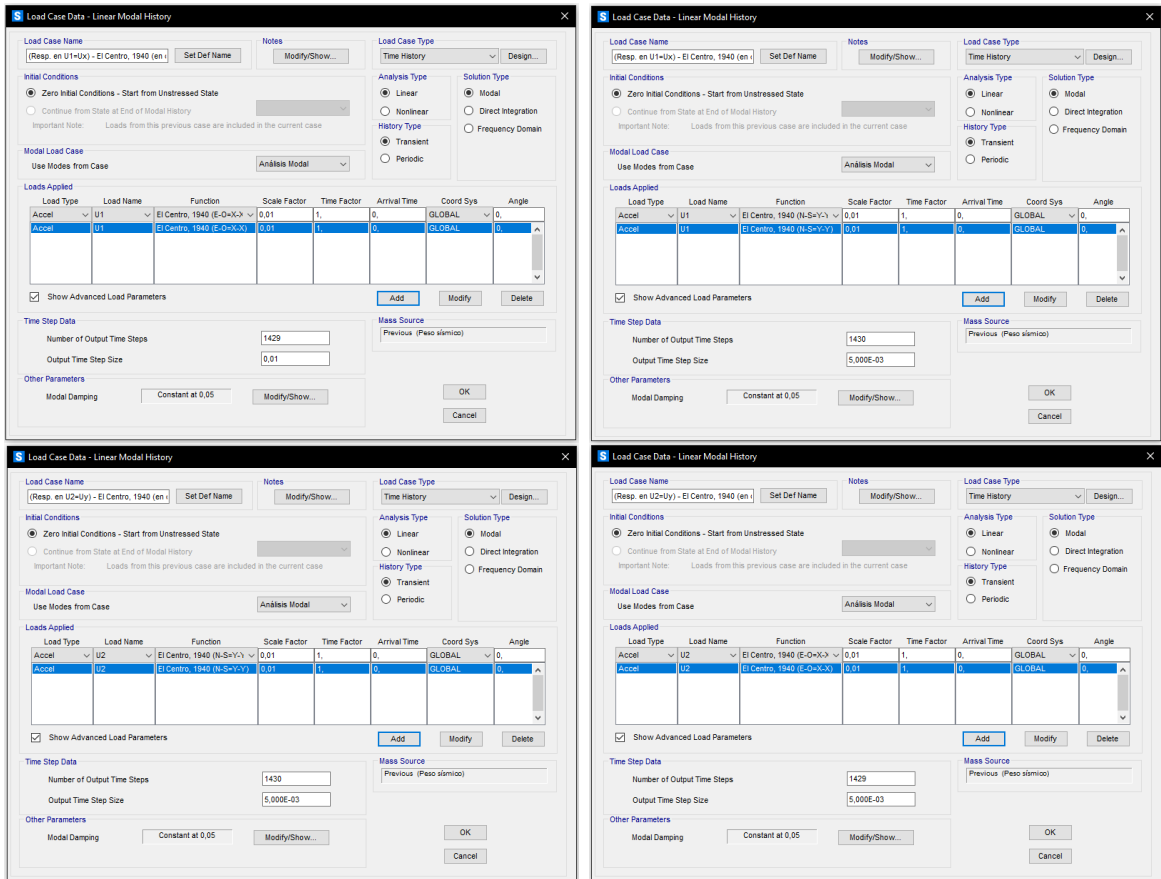 S Load Case Data - Linear Modal History
Load Case Name
(Resp. en U1=Ux) - El Centro, 1940 (en
Set Def Name
Notes
Modify/Show...
Load Case Type
Time History
Design...
Initial Conditions
Zero Initial Conditions - Start from Unstressed State
Continue from State at End of Modal History
Important Note: Loads from this previous case are included in the current case
Analysis Type
Linear
Nonlinear
Solution Type
Modal
Direct Integration
Frequency Domain
History Type
Transient
Periodic
Modal Load Case
Use Modes from Case
Análisis Modal
Loads Applied
Load Type Load Name Function Scale Factor Time Factor Arrival Time Coord Sys Angle
Accel U1 El Centro, 1940 (E-O=X-X 0,01 1, 0, GLOBAL 0,
Accel U1 El Centro, 1940 (E-O=X-X) 0,01 1, 0, GLOBAL 0,
Show Advanced Load Parameters
Add Modify Delete
Time Step Data
Number of Output Time Steps 1429
Output Time Step Size 0,01
Mass Source
Previous (Peso sísmico)
Other Parameters
Modal Damping Constant at 0,05 Modify/Show...
OK
Cancel
S Load Case Data - Linear Modal History
Load Case Name
(Resp. en U1=Ux) - El Centro, 1940 (en
Set Def Name
Notes
Modify/Show...
Load Case Type
Time History
Design...
Initial Conditions
Zero Initial Conditions - Start from Unstressed State
Continue from State at End of Modal History
Important Note: Loads from this previous case are included in the current case
Analysis Type
Linear
Nonlinear
Solution Type
Modal
Direct Integration
Frequency Domain
History Type
Transient
Periodic
Modal Load Case
Use Modes from Case
Análisis Modal
Loads Applied
Load Type Load Name Function Scale Factor Time Factor Arrival Time Coord Sys Angle
Accel U1 El Centro, 1940 (N-S=Y-Y 0,01 1, 0, GLOBAL 0,
Accel U1 El Centro, 1940 (N-S=Y-Y) 0,01 1, 0, GLOBAL 0,
Show Advanced Load Parameters
Add Modify Delete
Time Step Data
Number of Output Time Steps 1430
Output Time Step Size 5,000E-03
Mass Source
Previous (Peso sísmico)
Other Parameters
Modal Damping Constant at 0,05 Modify/Show...
OK
Cancel
S Load Case Data - Linear Modal History
Load Case Name
(Resp. en U2=Uy) - El Centro, 1940 (en
Set Def Name
Notes
Modify/Show...
Load Case Type
Time History
Design...
Initial Conditions
Zero Initial Conditions - Start from Unstressed State
Continue from State at End of Modal History
Important Note: Loads from this previous case are included in the current case
Analysis Type
Linear
Nonlinear
Solution Type
Modal
Direct Integration
Frequency Domain
History Type
Transient
Periodic
Modal Load Case
Use Modes from Case
Análisis Modal
Loads Applied
Load Type Load Name Function Scale Factor Time Factor Arrival Time Coord Sys Angle
Accel U2 El Centro, 1940 (N-S=Y-Y 0,01 1, 0, GLOBAL 0,
Accel U2 El Centro, 1940 (N-S=Y-Y) 0,01 1, 0, GLOBAL 0,
Show Advanced Load Parameters
Add Modify Delete
Time Step Data
Number of Output Time Steps 1430
Output Time Step Size 5,000E-03
Mass Source
Previous (Peso sísmico)
Other Parameters
Modal Damping Constant at 0,05 Modify/Show...
OK
Cancel
S Load Case Data - Linear Modal History
Load Case Name
(Resp. en U2=Uy) - El Centro, 1940 (en
Set Def Name
Notes
Modify/Show...
Load Case Type
Time History
Design...
Initial Conditions
Zero Initial Conditions - Start from Unstressed State
Continue from State at End of Modal History
Important Note: Loads from this previous case are included in the current case
Analysis Type
Linear
Nonlinear
Solution Type
Modal
Direct Integration
Frequency Domain
History Type
Transient
Periodic
Modal Load Case
Use Modes from Case
Análisis Modal
Loads Applied
Load Type Load Name Function Scale Factor Time Factor Arrival Time Coord Sys Angle
Accel U2 El Centro, 1940 (E-O=X-X 0,01 1, 0, GLOBAL 0,
Accel U2 El Centro, 1940 (E-O=X-X) 0,01 1, 0, GLOBAL 0,
Show Advanced Load Parameters
Add Modify Delete
Time Step Data
Number of Output Time Steps 1429
Output Time Step Size 5,000E-03
Mass Source
Previous (Peso sísmico)
Other Parameters
Modal Damping Constant at 0,05 Modify/Show...
OK
Cancel